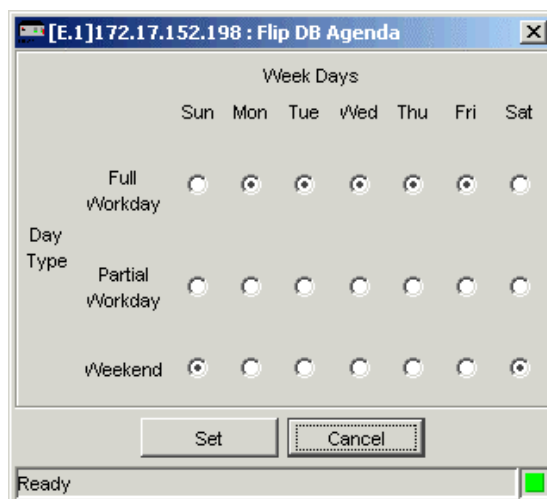 [E.1]172.17.152.198 : Flip DB Agenda
Week Days
Sun Mon Tue Wed Thu Fri Sat
Full
Workday
Day
Type
Partial
Workday
Weekend
Set Cancel
Ready